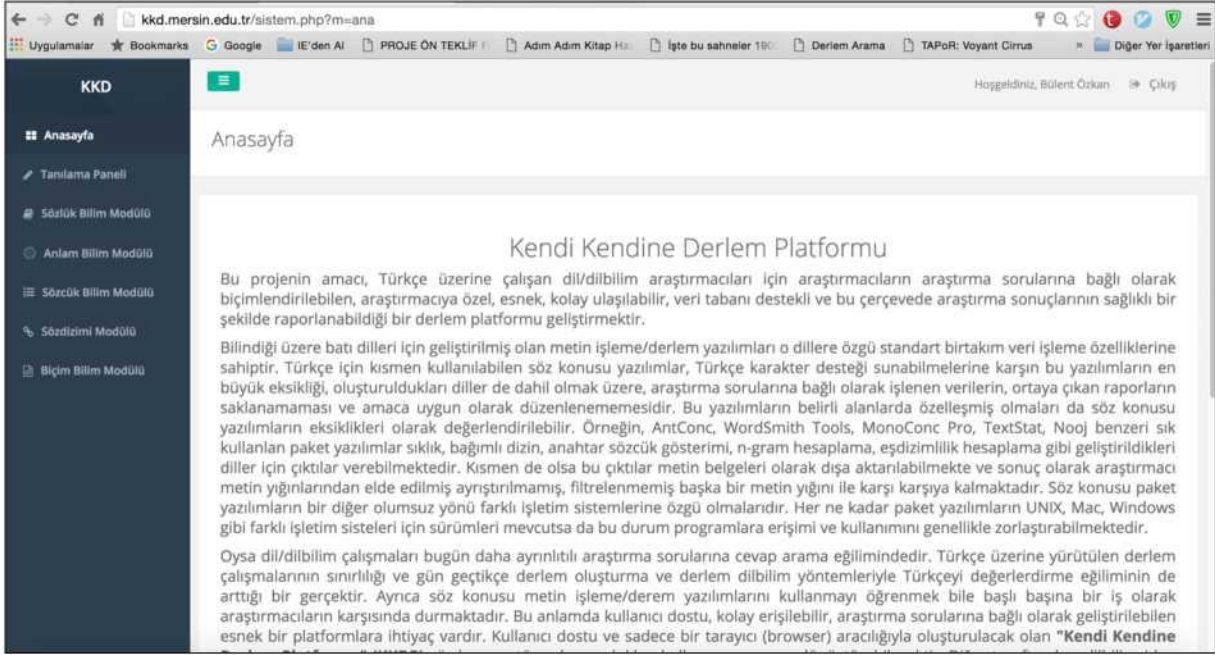 kkd.mersin.edu.tr/sistem.php?m=ana
Uygulamalar Bookmarks Google IE'den Al PROJE ÖN TEKLİF Adım Adım Kitap İşte bu sahneler Derlem Arama TAPoR: Voyant Cirrus » Diğer Yer İşaretleri
KKD
Hoşgeldiniz, Bülent Özkan Çıkış
Anasayfa
Anasayfa
Tanılama Paneli
Sözlük Bilim Modülü
Anlam Bilim Modülü
Sözcük Bilim Modülü
Sözdizimi Modülü
Biçim Bilim Modülü
Kendi Kendine Derlem Platformu
Bu projenin amacı, Türkçe üzerine çalışan dil/dilbilim araştırmacıları için araştırmacıların araştırma sorularına bağlı olarak
biçimlendirilebilen, araştırmacıya özel, esnek, kolay ulaşılabilir, veri tabanı destekli ve bu çerçevede araştırma sonuçlarının sağlıklı bir
şekilde raporlanabildiği bir derlem platformu geliştirmektir.
Bilindiği üzere batı dilleri için geliştirilmiş olan metin işleme/derlem yazılımları o dillere özgü standart birtakım veri işleme özelliklerine
sahiptir. Türkçe için kısmen kullanılabilen söz konusu yazılımlar, Türkçe karakter desteği sunabilmelerine karşın bu yazılımların en
büyük eksikliği, oluşturuldukları diller de dahil olmak üzere, araştırma sorularına bağlı olarak işlenen verilerin, ortaya çıkan raporların
saklanamaması ve amaca uygun olarak düzenlenememesidir. Bu yazılımların belirli alanlarda özelleşmiş olmaları da söz konusu
yazılımların eksiklikleri olarak değerlendirilebilir. Örneğin, AntConc, WordSmith Tools, MonoConc Pro, TextStat, Nooj benzeri sık
kullanlan paket yazılımlar sıklık, bağımlı dizin, anahtar sözcük gösterimi, n-gram hesaplama, eşdizimlilik hesaplama gibi geliştirildikleri
diller için çıktılar verebilmektedir. Kısmen de olsa bu çıktılar metin belgeleri olarak dışa aktarılabilmekte ve sonuç olarak araştırmacı
metin yığınlarından elde edilmiş ayrıştırılmamış, filtrelenmemiş başka bir metin yığını ile karşı karşıya kalmaktadır. Söz konusu paket
yazılımların bir diğer olumsuz yönü farklı işletim sistemlerine özgü olmalarıdır. Her ne kadar paket yazılımların UNIX, Mac, Windows
gibi farklı işletim sisteleri için sürümleri mevcutsa da bu durum programlara erişimi ve kullanımını genellikle zorlaştırabilmektedir.
Oysa dil/dilbilim çalışmaları bugün daha ayrınlıtılı araştırma sorularına cevap arama eğilimindedir. Türkçe üzerine yürütülen derlem
çalışmalarının sınırlılığı ve gün geçtikçe derlem oluşturma ve derlem dilbilim yöntemleriyle Türkçeyi değerlendirme eğiliminin de
arttığı bir gerçektir. Ayrıca söz konusu metin işleme/derem yazılımlarını kullanmayı öğrenmek bile başlı başına bir iş olarak
araştırmacıların karşısında durmaktadır. Bu anlamda kullanıcı dostu, kolay erişilebilir, araştırma sorularına bağlı olarak geliştirilebilen
esnek bir platformlara ihtiyaç vardır. Kullanıcı dostu ve sadece bir tarayıcı (browser) aracılığıyla oluşturulacak olan "Kendi Kendine